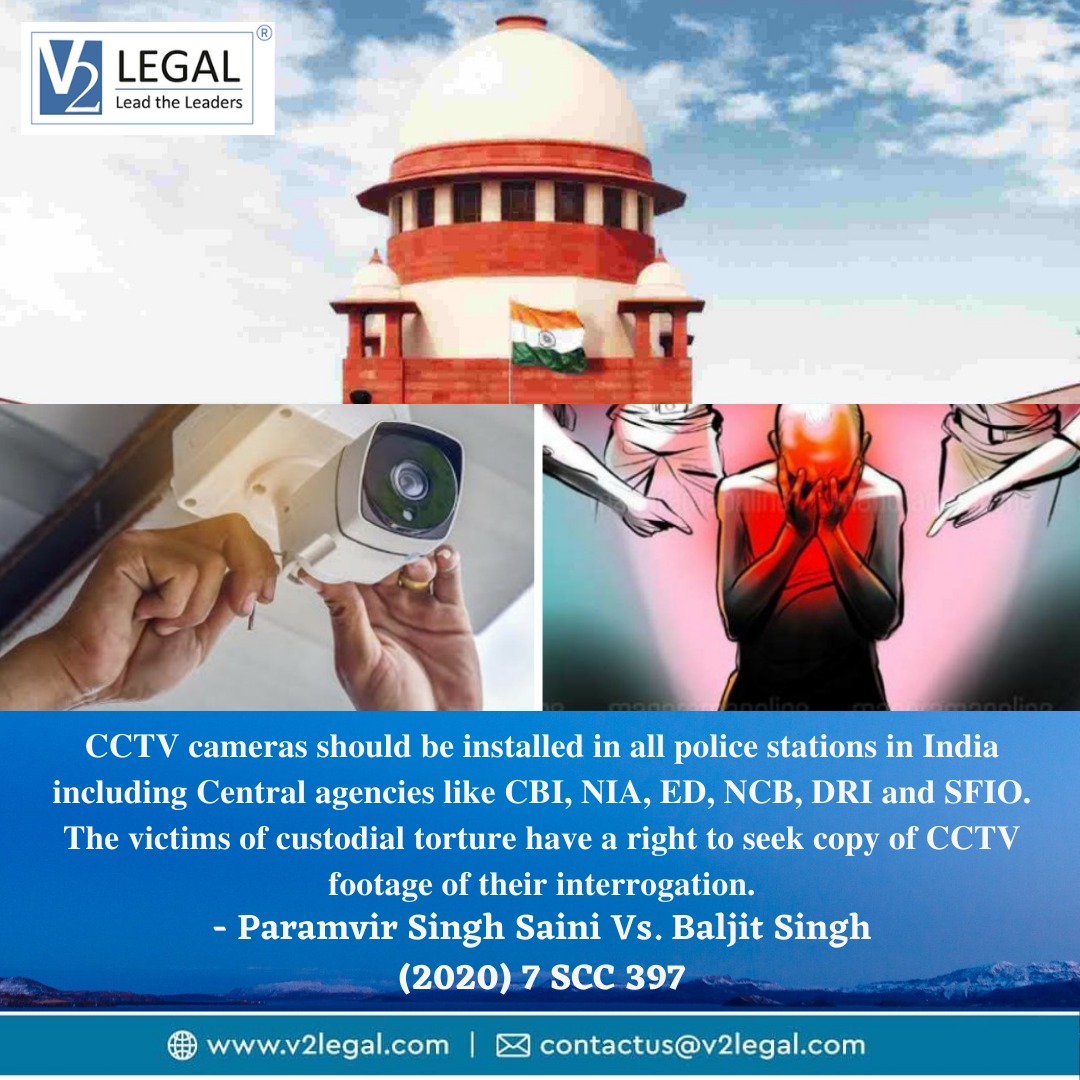 V2 LEGAL ®
Lead the Leaders
manoramaonline
CCTV cameras should be installed in all police stations in India
including Central agencies like CBI, NIA, ED, NCB, DRI and SFIO.
The victims of custodial torture have a right to seek copy of CCTV
footage of their interrogation.
- Paramvir Singh Saini Vs. Baljit Singh
(2020) 7 SCC 397
www.v2legal.com | contactus@v2legal.com